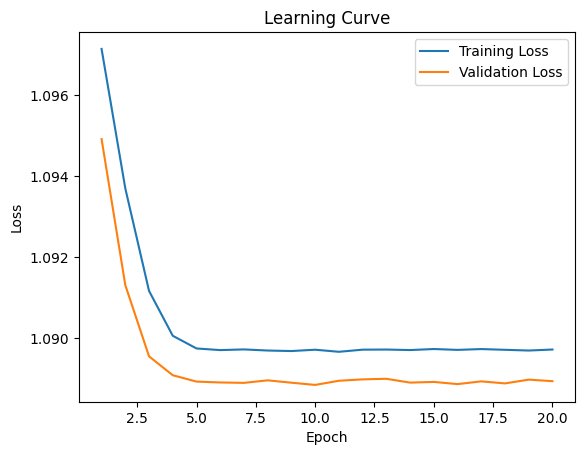 Learning Curve
Training Loss
Validation Loss
1.096
1.094
1.092
1.090
Loss
2.5 5.0 7.5 10.0 12.5 15.0 17.5 20.0
Epoch